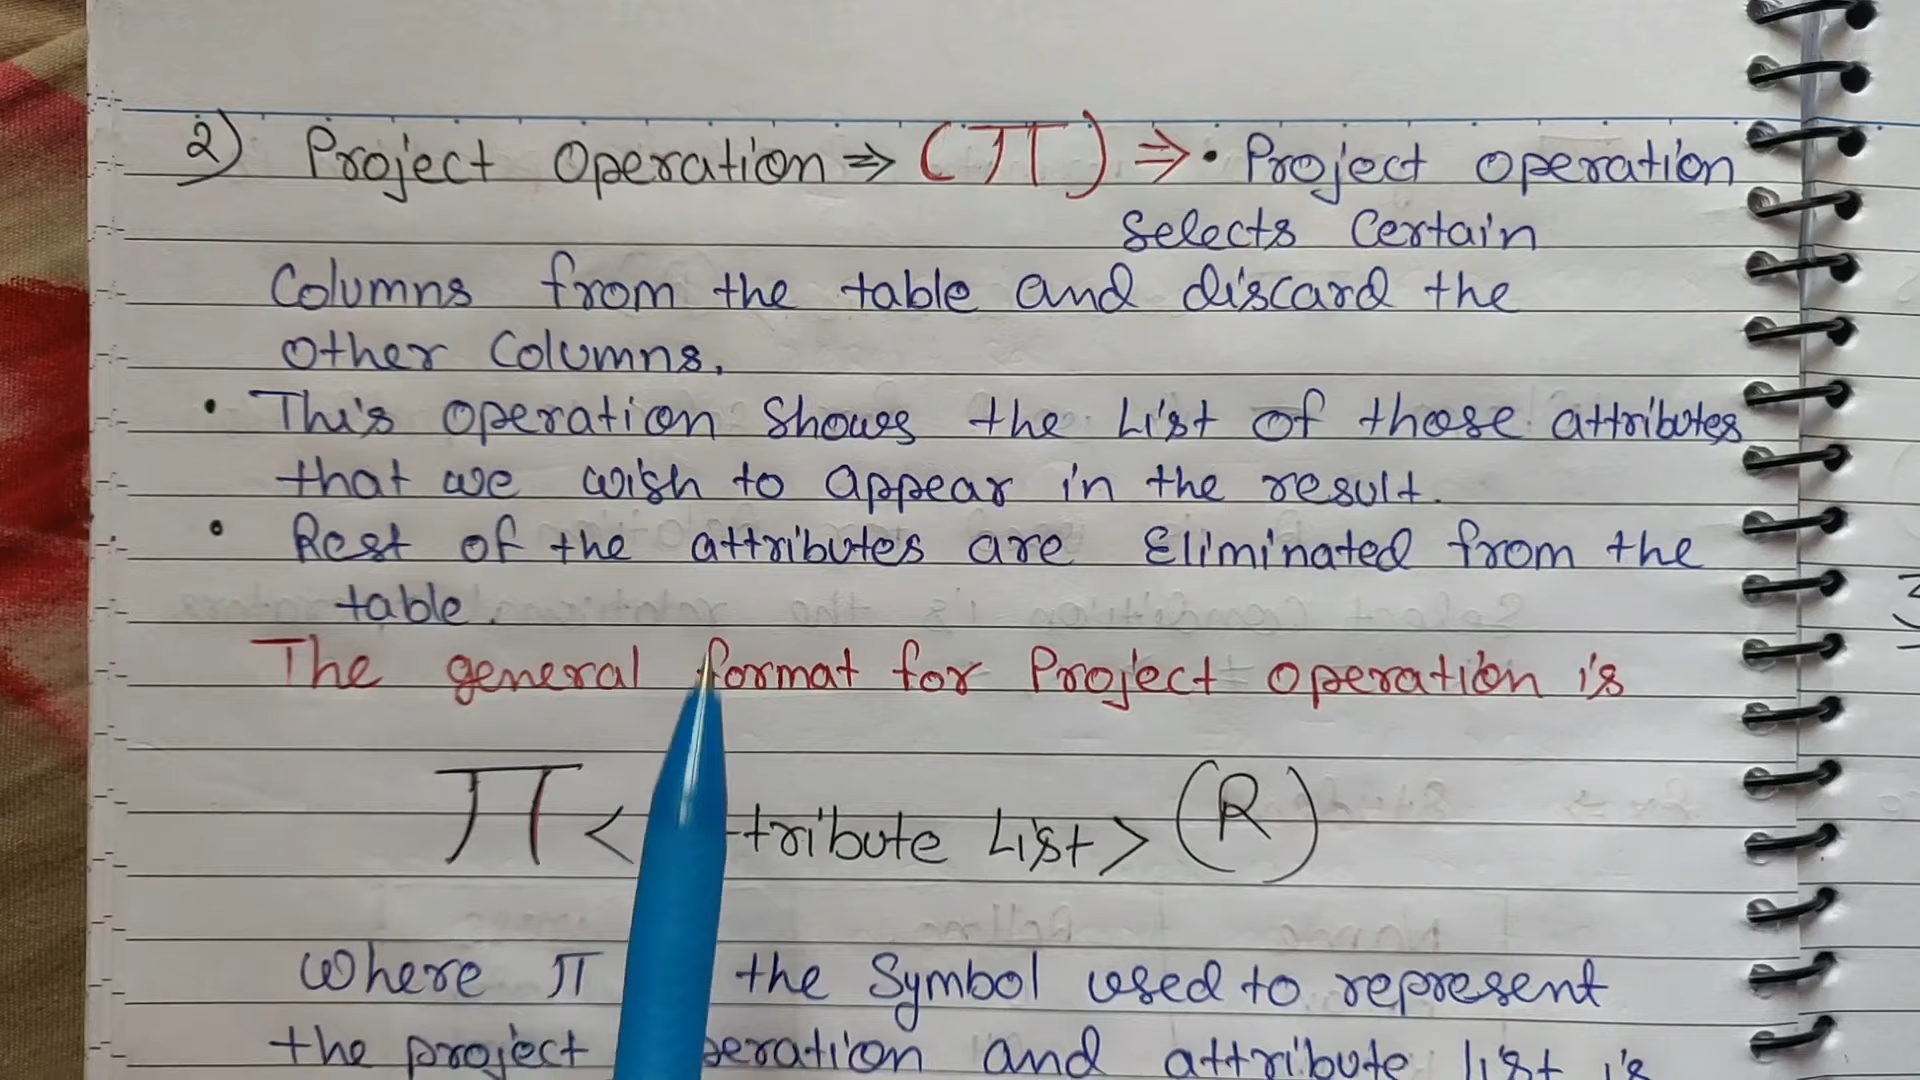 2) Project Operation ⇒ (π) ⇒ • Project operation
Selects Certain
Columns from the table and discard the
Other Columns.
• This operation Shows the List of those attributes
that we wish to appear in the result.
• Rest of the attributes are Eliminated from the
table.
The general format for Project operation is
π < ttribute List > (R)
Where π the Symbol used to represent
the project eration and attribute list is